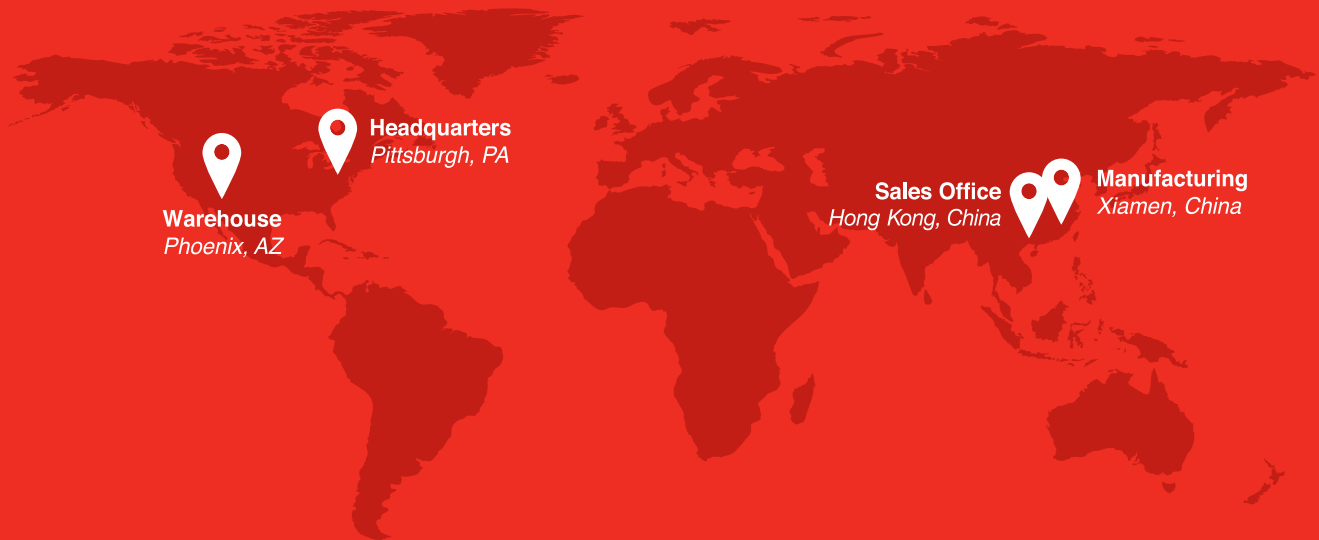 Headquarters
Pittsburgh, PA
Warehouse
Phoenix, AZ
Sales Office
Hong Kong, China
Manufacturing
Xiamen, China